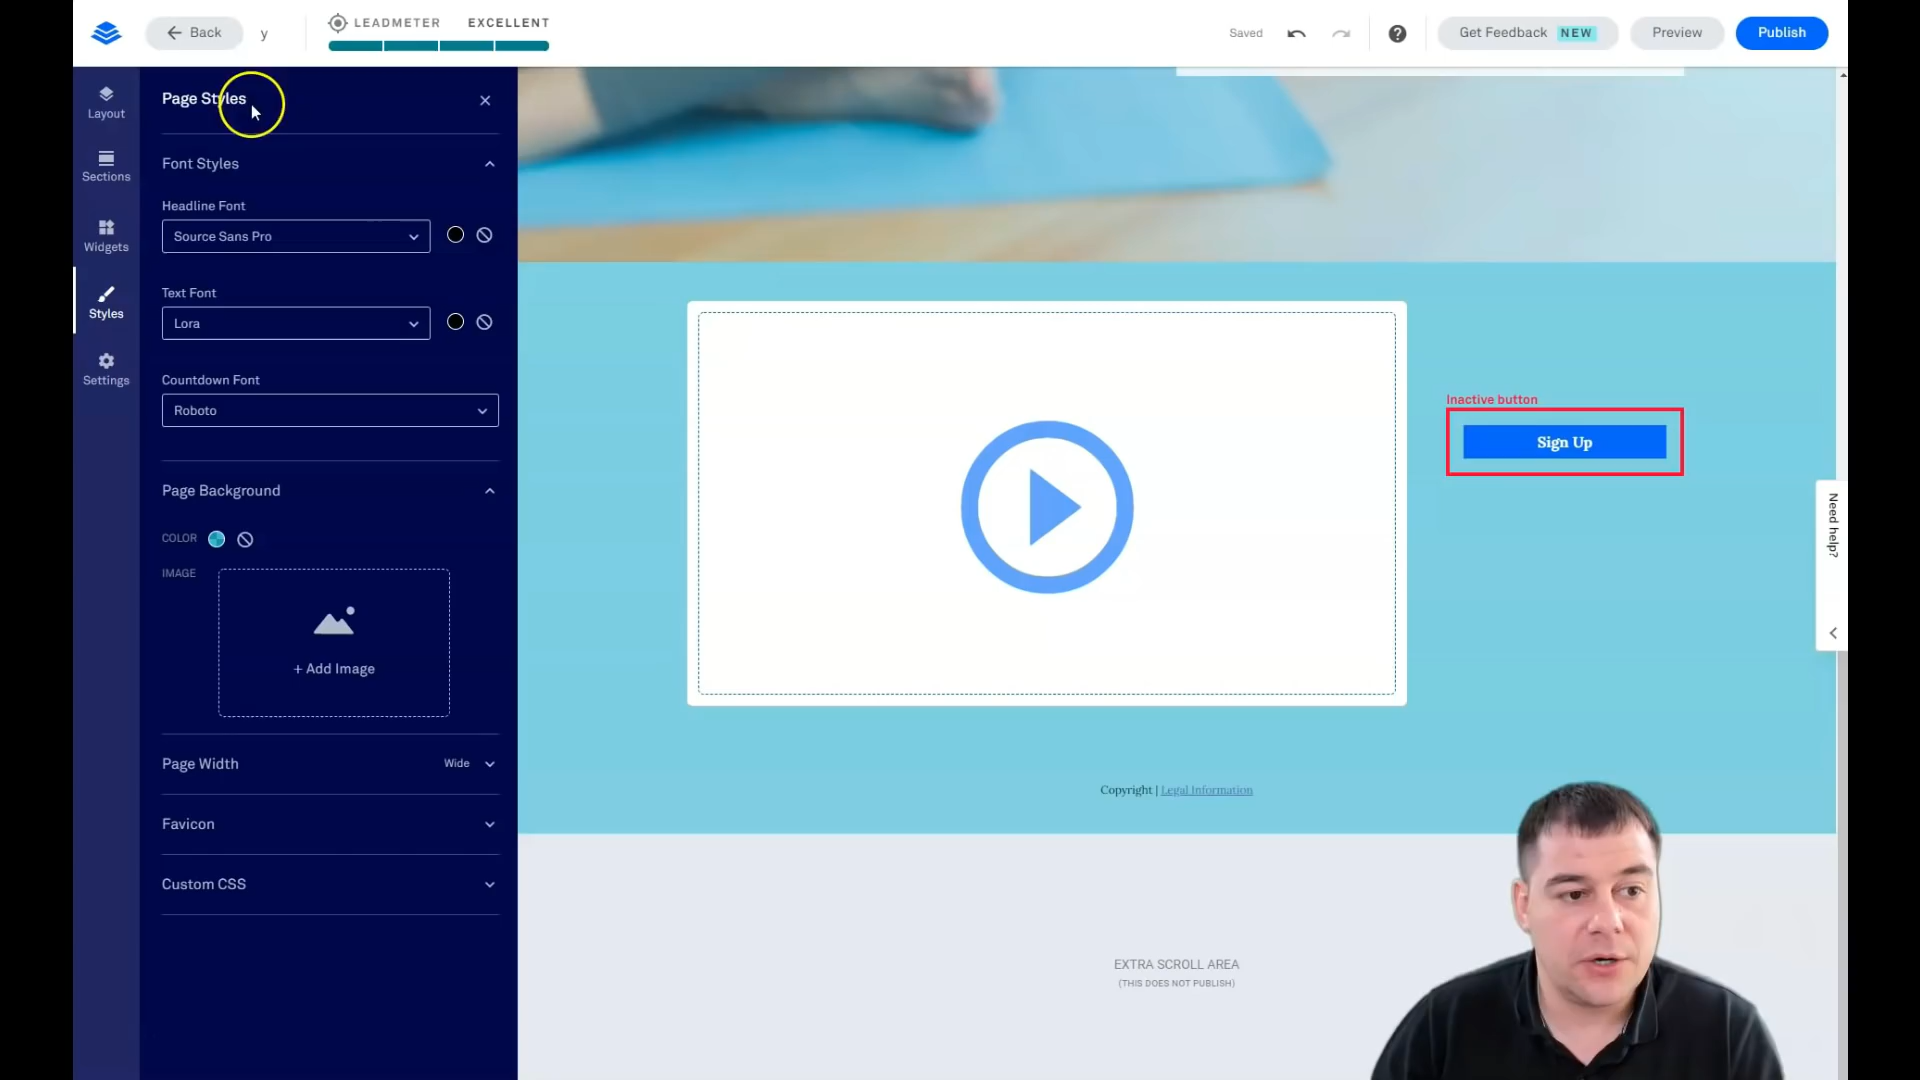 Back
y
LEADMETER EXCELLENT
Saved
Get Feedback NEW
Preview
Publish
Layout
Sections
Widgets
Styles
Settings
Page Styles
Font Styles
Headline Font
Source Sans Pro
Text Font
Lora
Countdown Font
Roboto
Page Background
COLOR
IMAGE
+ Add Image
Page Width Wide
Favicon
Custom CSS
Inactive button
Sign Up
Need help?
Copyright | Legal Information
EXTRA SCROLL AREA
(THIS DOES NOT PUBLISH)